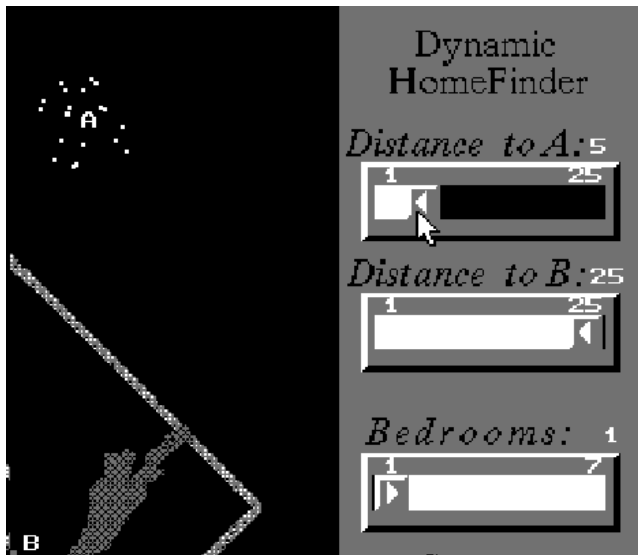 Dynamic
HomeFinder
A
Distance to A: 5
1 25
Distance to B: 25
1 25
Bedrooms: 1
1 7
B